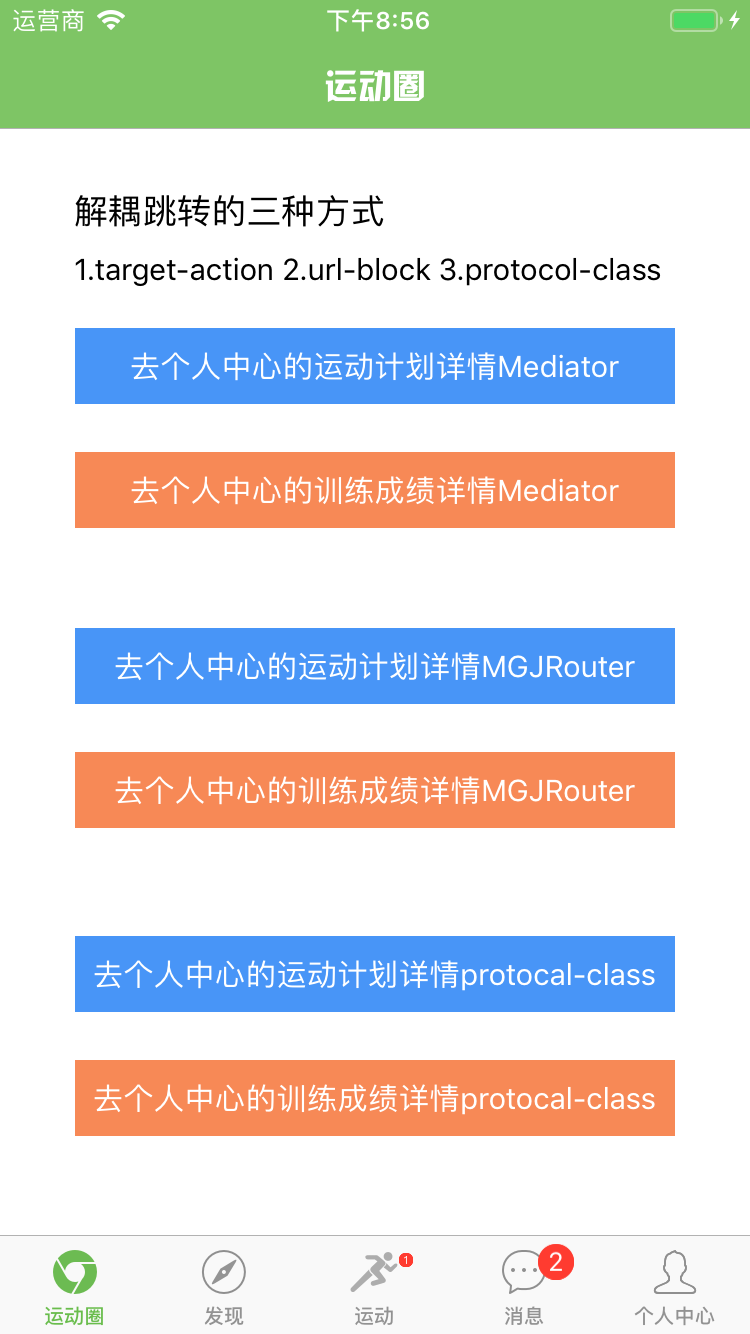 运营商 下午8:56
运动圈
解耦跳转的三种方式
1.target-action 2.url-block 3.protocol-class
去个人中心的运动计划详情Mediator
去个人中心的训练成绩详情Mediator
去个人中心的运动计划详情MGJRouter
去个人中心的训练成绩详情MGJRouter
去个人中心的运动计划详情protocal-class
去个人中心的训练成绩详情protocal-class
1 2
运动圈 发现 运动 消息 个人中心